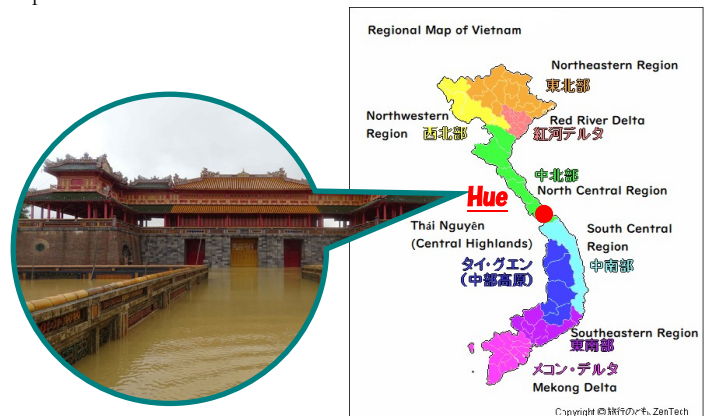 Regional Map of Vietnam
Northeastern Region
東北部
Northwestern
Region 西北部
Red River Delta
紅河デルタ
中北部
North Central Region
Hue
Thái Nguyên
(Central Highlands)
タイ・グエン
(中部高原)
South Central
Region
中南部
Southeastern Region
東南部
メコン・デルタ
Mekong Delta
Copyright © 旅行のとも、ZenTech